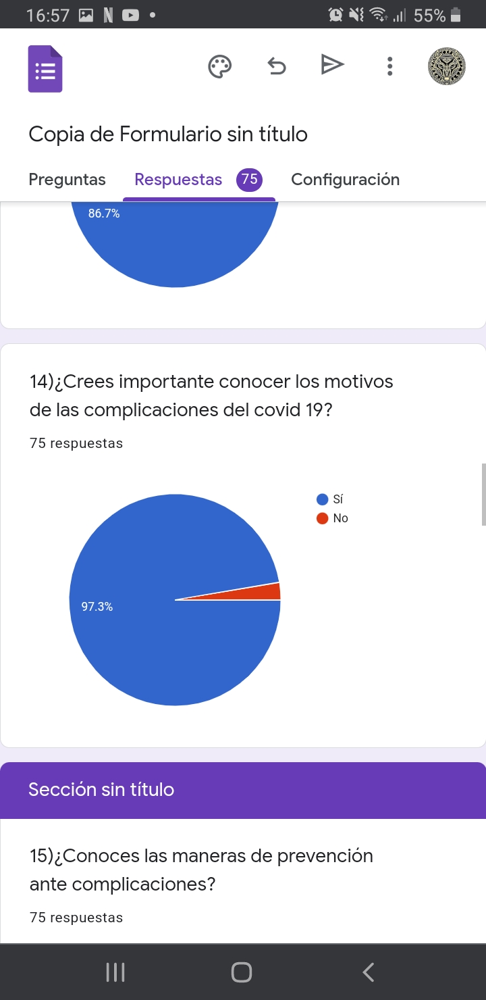 16:57
55%
Copia de Formulario sin título
Preguntas Respuestas 75 Configuración
86.7%
14)¿Crees importante conocer los motivos
de las complicaciones del covid 19?
75 respuestas
Sí
No
97.3%
Sección sin título
15)¿Conoces las maneras de prevención
ante complicaciones?
75 respuestas